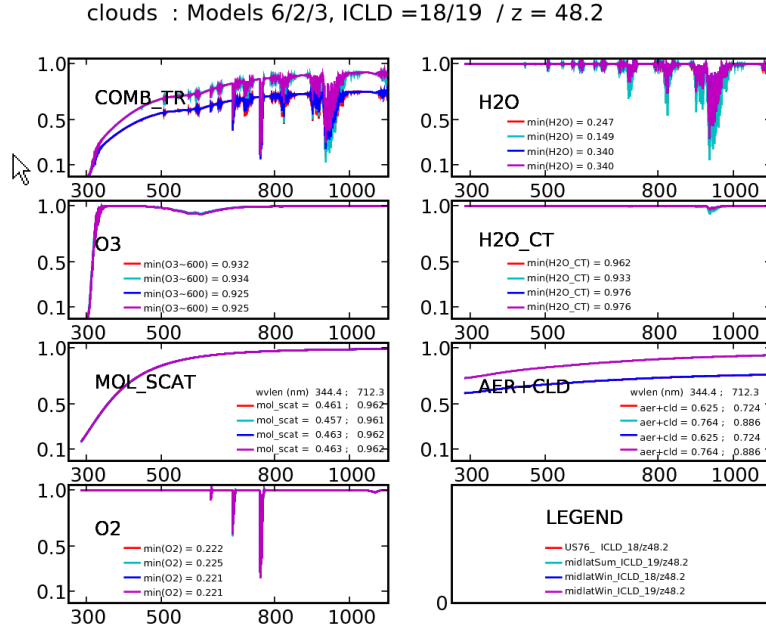 clouds : Models 6/2/3, ICLD =18/19 / z = 48.2
1.0
0.5
0.1
COMB_TR
300 500 800 1000
1.0
0.5
0.1
H2O
min(H2O) = 0.247
min(H2O) = 0.149
min(H2O) = 0.340
min(H2O) = 0.340
300 500 800 1000
1.0
0.5
0.1
O3
min(O3~600) = 0.932
min(O3~600) = 0.934
min(O3~600) = 0.925
min(O3~600) = 0.925
300 500 800 1000
1.0
0.5
0.1
H2O_CT
min(H2O_CT) = 0.962
min(H2O_CT) = 0.933
min(H2O_CT) = 0.976
min(H2O_CT) = 0.976
300 500 800 1000
1.0
0.5
0.1
MOL_SCAT
wvlen (nm) 344.4 ; 712.3
mol_scat = 0.461 ; 0.962
mol_scat = 0.457 ; 0.961
mol_scat = 0.463 ; 0.962
mol_scat = 0.463 ; 0.962
300 500 800 1000
1.0
0.5
0.1
AER+CLD
wvlen (nm) 344.4 ; 712.3
aer+cld = 0.625 ; 0.724
aer+cld = 0.764 ; 0.886
aer+cld = 0.625 ; 0.724
aer+cld = 0.764 ; 0.886
300 500 800 1000
1.0
0.5
0.1
O2
min(O2) = 0.222
min(O2) = 0.225
min(O2) = 0.221
min(O2) = 0.221
300 500 800 1000
0
LEGEND
US76_ ICLD_18/z48.2
midlatSum_ICLD_19/z48.2
midlatWin_ICLD_18/z48.2
midlatWin_ICLD_19/z48.2